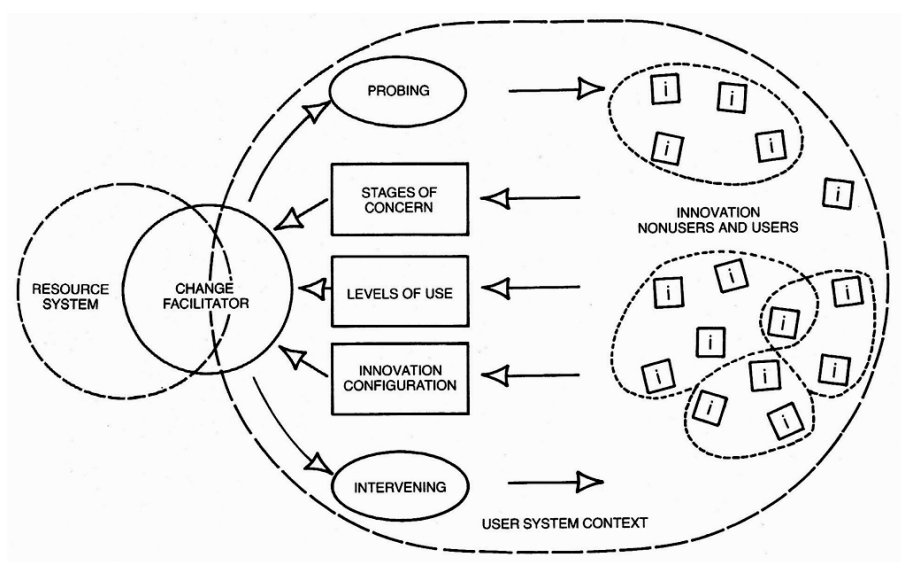 PROBING
i
i
i
i
STAGES OF
CONCERN
i
INNOVATION
NONUSERS AND USERS
RESOURCE
SYSTEM
CHANGE
FACILITATOR
LEVELS OF USE
i
i
i
i
i
INNOVATION
CONFIGURATION
i
i
i
i
i
INTERVENING
USER SYSTEM CONTEXT